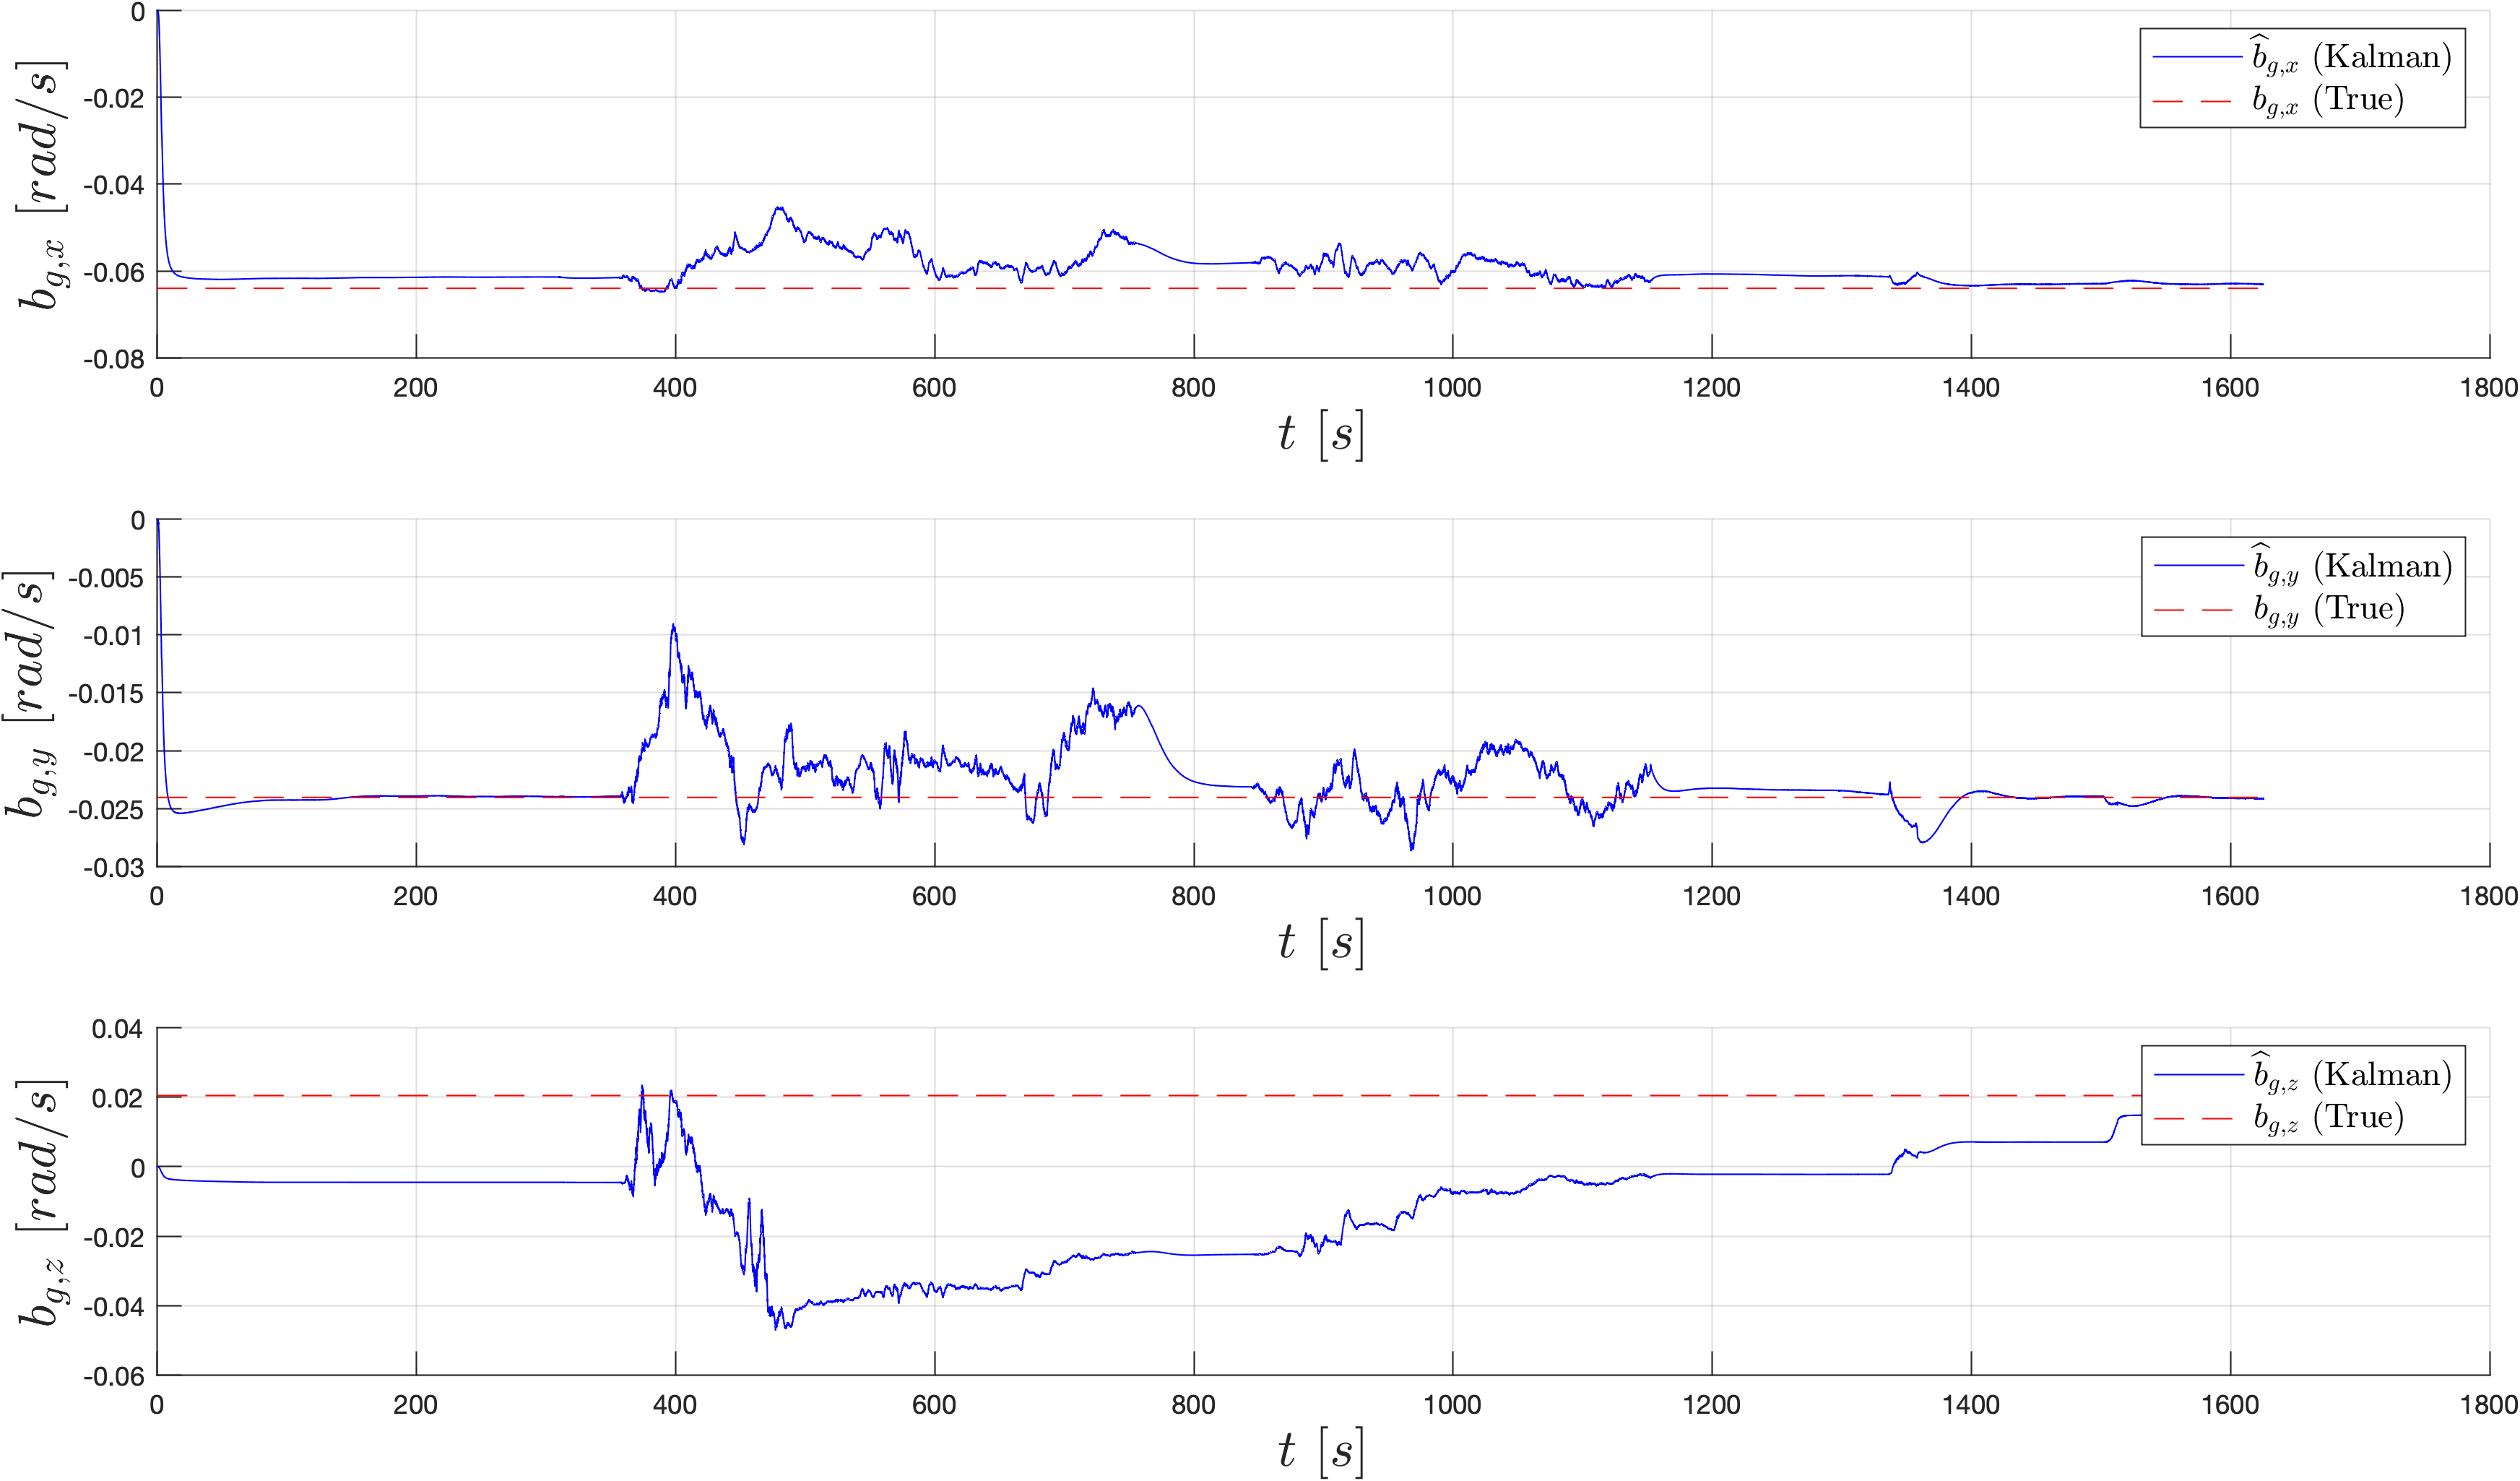 0
-0.02
-0.04
-0.06
-0.08
b_{g,x} [rad/s]
0 200 400 600 800 1000 1200 1400 1600 1800
t [s]
\widehat{b}_{g,x} (Kalman)
b_{g,x} (True)
0
-0.005
-0.01
-0.015
-0.02
-0.025
-0.03
b_{g,y} [rad/s]
0 200 400 600 800 1000 1200 1400 1600 1800
t [s]
\widehat{b}_{g,y} (Kalman)
b_{g,y} (True)
0.04
0.02
0
-0.02
-0.04
-0.06
b_{g,z} [rad/s]
0 200 400 600 800 1000 1200 1400 1600 1800
t [s]
\widehat{b}_{g,z} (Kalman)
b_{g,z} (True)